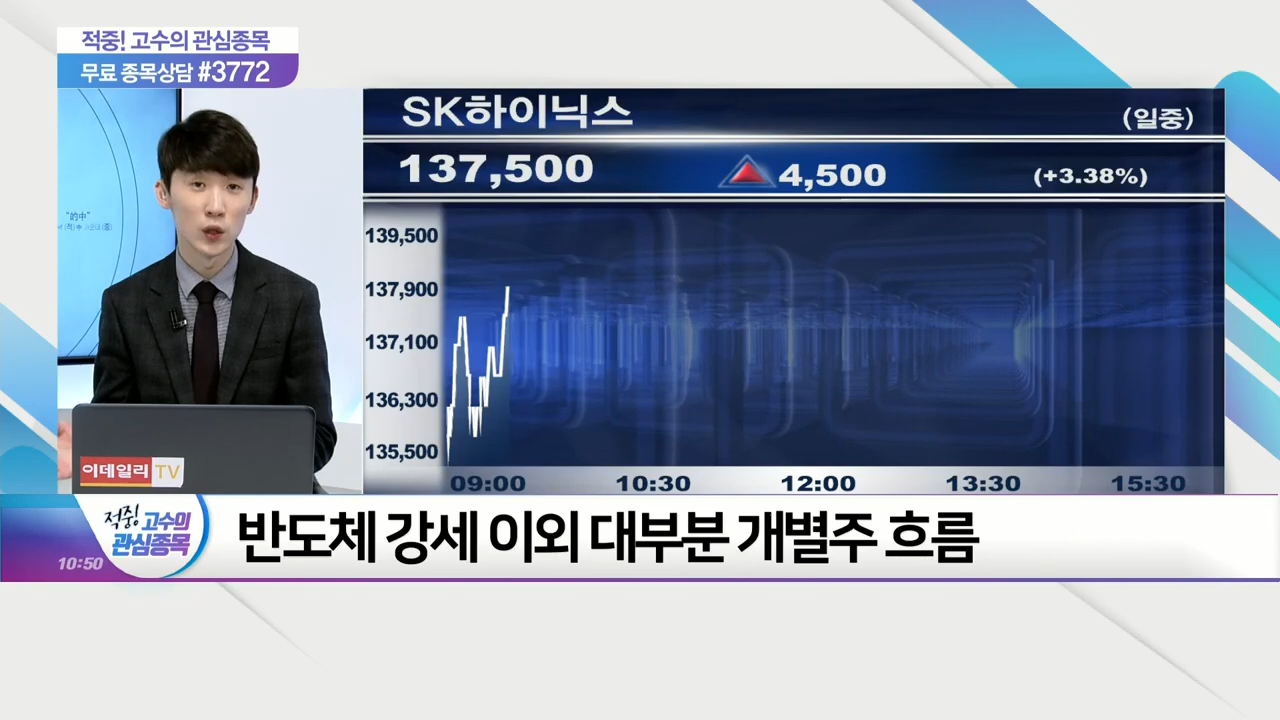 적중! 고수의 관심종목
무료 종목상담 #3772
SK하이닉스
(일중)
137,500
4,500
(+3.38%)
139,500
137,900
137,100
136,300
135,500
09:00 10:30 12:00 13:30 15:30
"的中"
이데일리 TV
적중! 고수의
관심종목
10:50
반도체 강세 이외 대부분 개별주 흐름